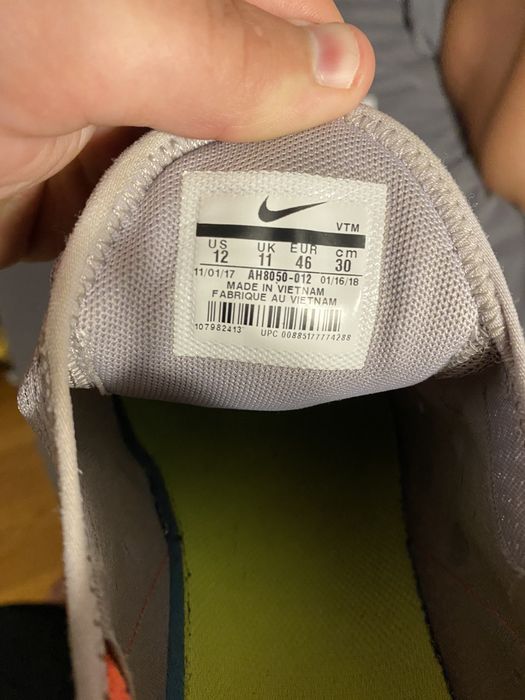 VTM
US UK EUR cm
12 11 46 30
11/01/17 AH8050-012 01/16/18
MADE IN VIETNAM
FABRIQUE AU VIETNAM
107982413 UPC 00885177774288